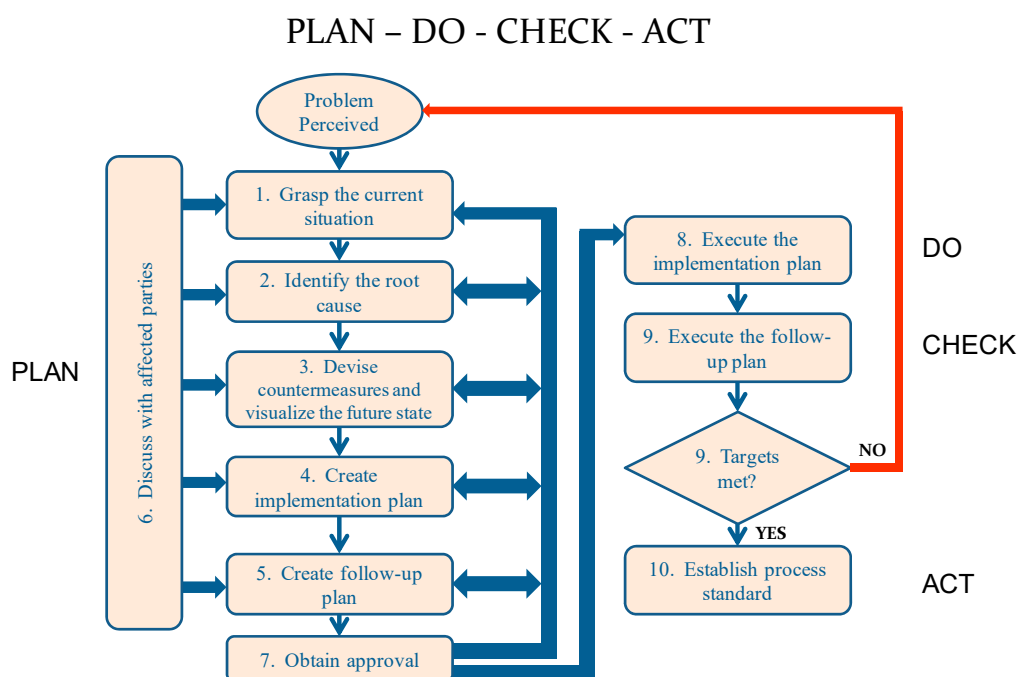 PLAN – DO - CHECK - ACT
Problem
Perceived
1. Grasp the current
situation
2. Identify the root
cause
3. Devise
countermeasures and
visualize the future state
4. Create
implementation plan
5. Create follow-up
plan
7. Obtain approval
6. Discuss with affected parties
PLAN
8. Execute the
implementation plan
9. Execute the follow-
up plan
9. Targets
met?
NO
YES
10. Establish process
standard
DO
CHECK
ACT